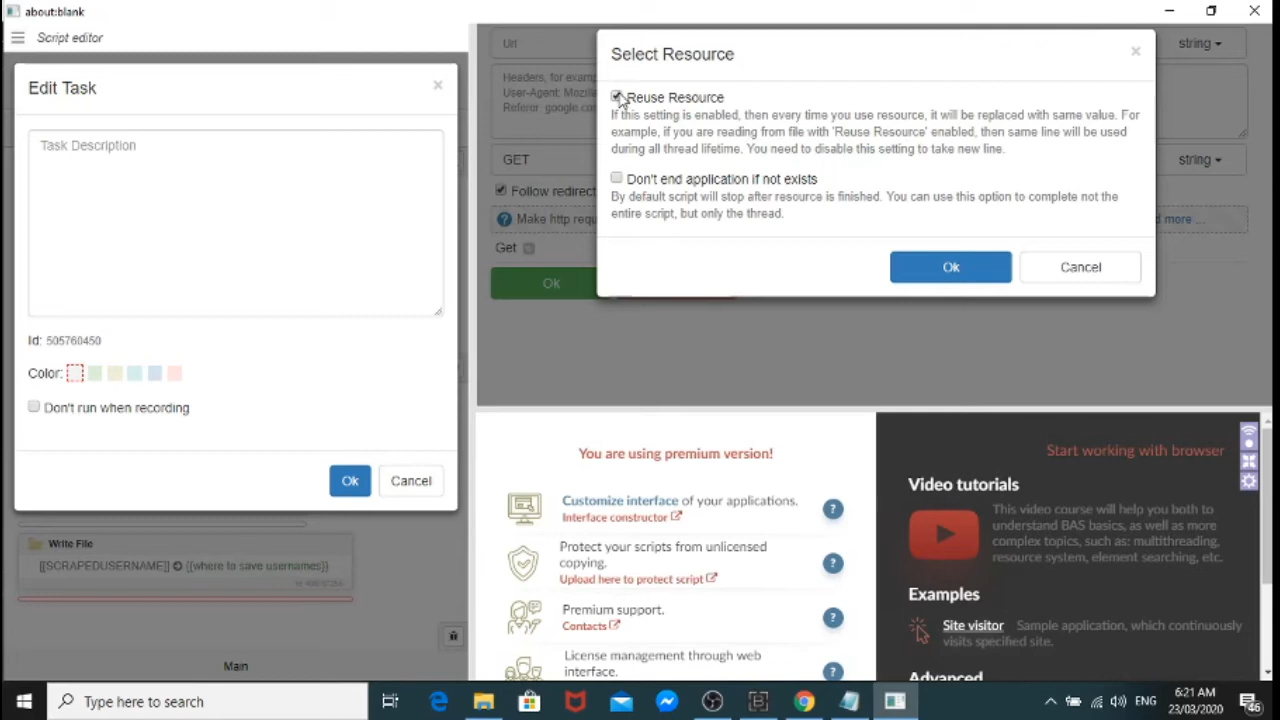 about:blank
Script editor
Edit Task
×
Task Description
Id: 505760450
Color:
Don't run when recording
Ok
Cancel
Write File
[[SCRAPEDUSERNAME]] {{where to save usernames}}
Main
Url
string
Headers, for examp
User-Agent: Mozilla
Referer: google.co
GET
string
Follow redirect
Make http requ
d more ...
Get
Ok
Select Resource
×
Reuse Resource
If this setting is enabled, then every time you use resource, it will be replaced with same value. For
example, if you are reading from file with 'Reuse Resource' enabled, then same line will be used
during all thread lifetime. You need to disable this setting to take new line.
Don't end application if not exists
By default script will stop after resource is finished. You can use this option to complete not the
entire script, but only the thread.
Ok
Cancel
You are using premium version!
Customize interface of your applications.
Interface constructor
?
Protect your scripts from unlicensed
copying.
Upload here to protect script
?
Premium support.
Contacts
?
License management through web
interface.
?
Start working with browser
Video tutorials
This video course will help you both to
understand BAS basics, as well as more
complex topics, such as: multithreading,
resource system, element searching, etc.
Examples
Site visitor Sample application, which continuously
visits specified site.
Advanced
Type here to search
ENG
6:21 AM
23/03/2020
46